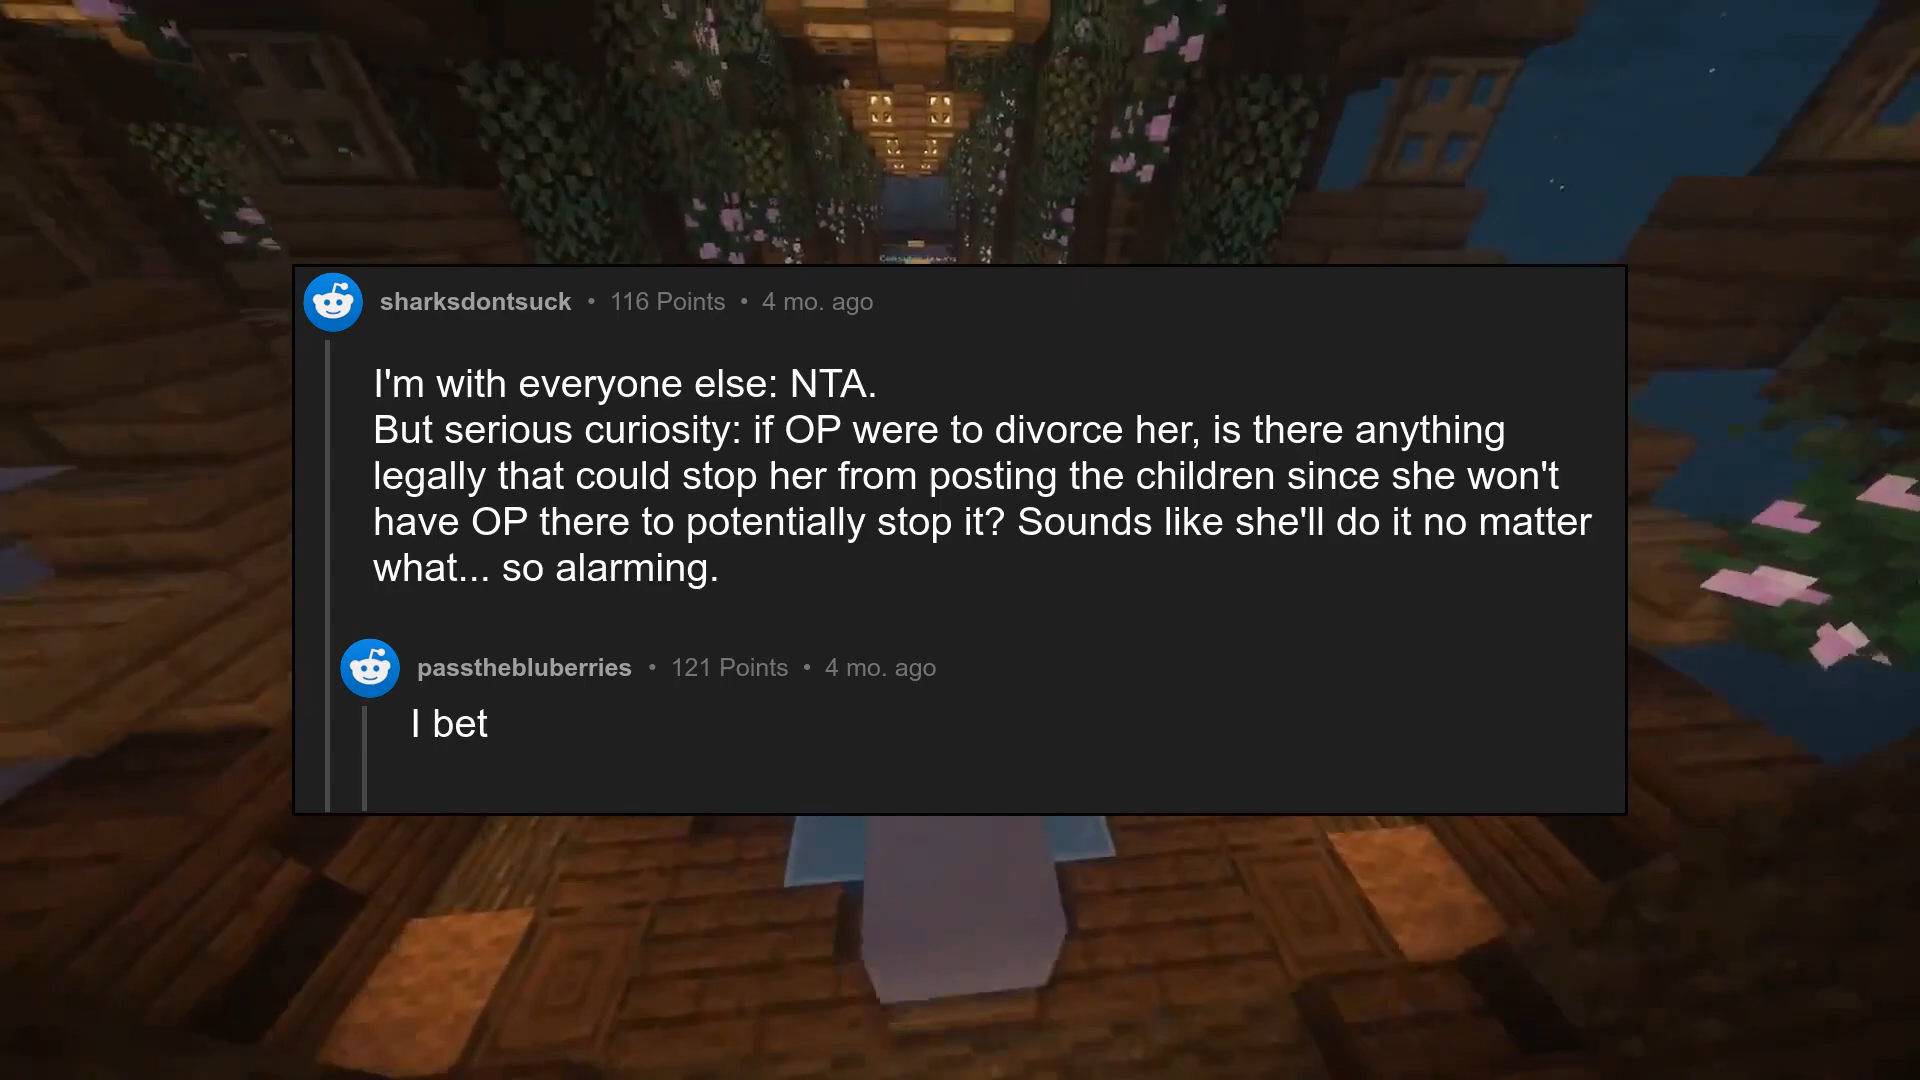 sharksdontsuck • 116 Points • 4 mo. ago
I'm with everyone else: NTA.
But serious curiosity: if OP were to divorce her, is there anything
legally that could stop her from posting the children since she won't
have OP there to potentially stop it? Sounds like she'll do it no matter
what... so alarming.
passthebluberries • 121 Points • 4 mo. ago
I bet